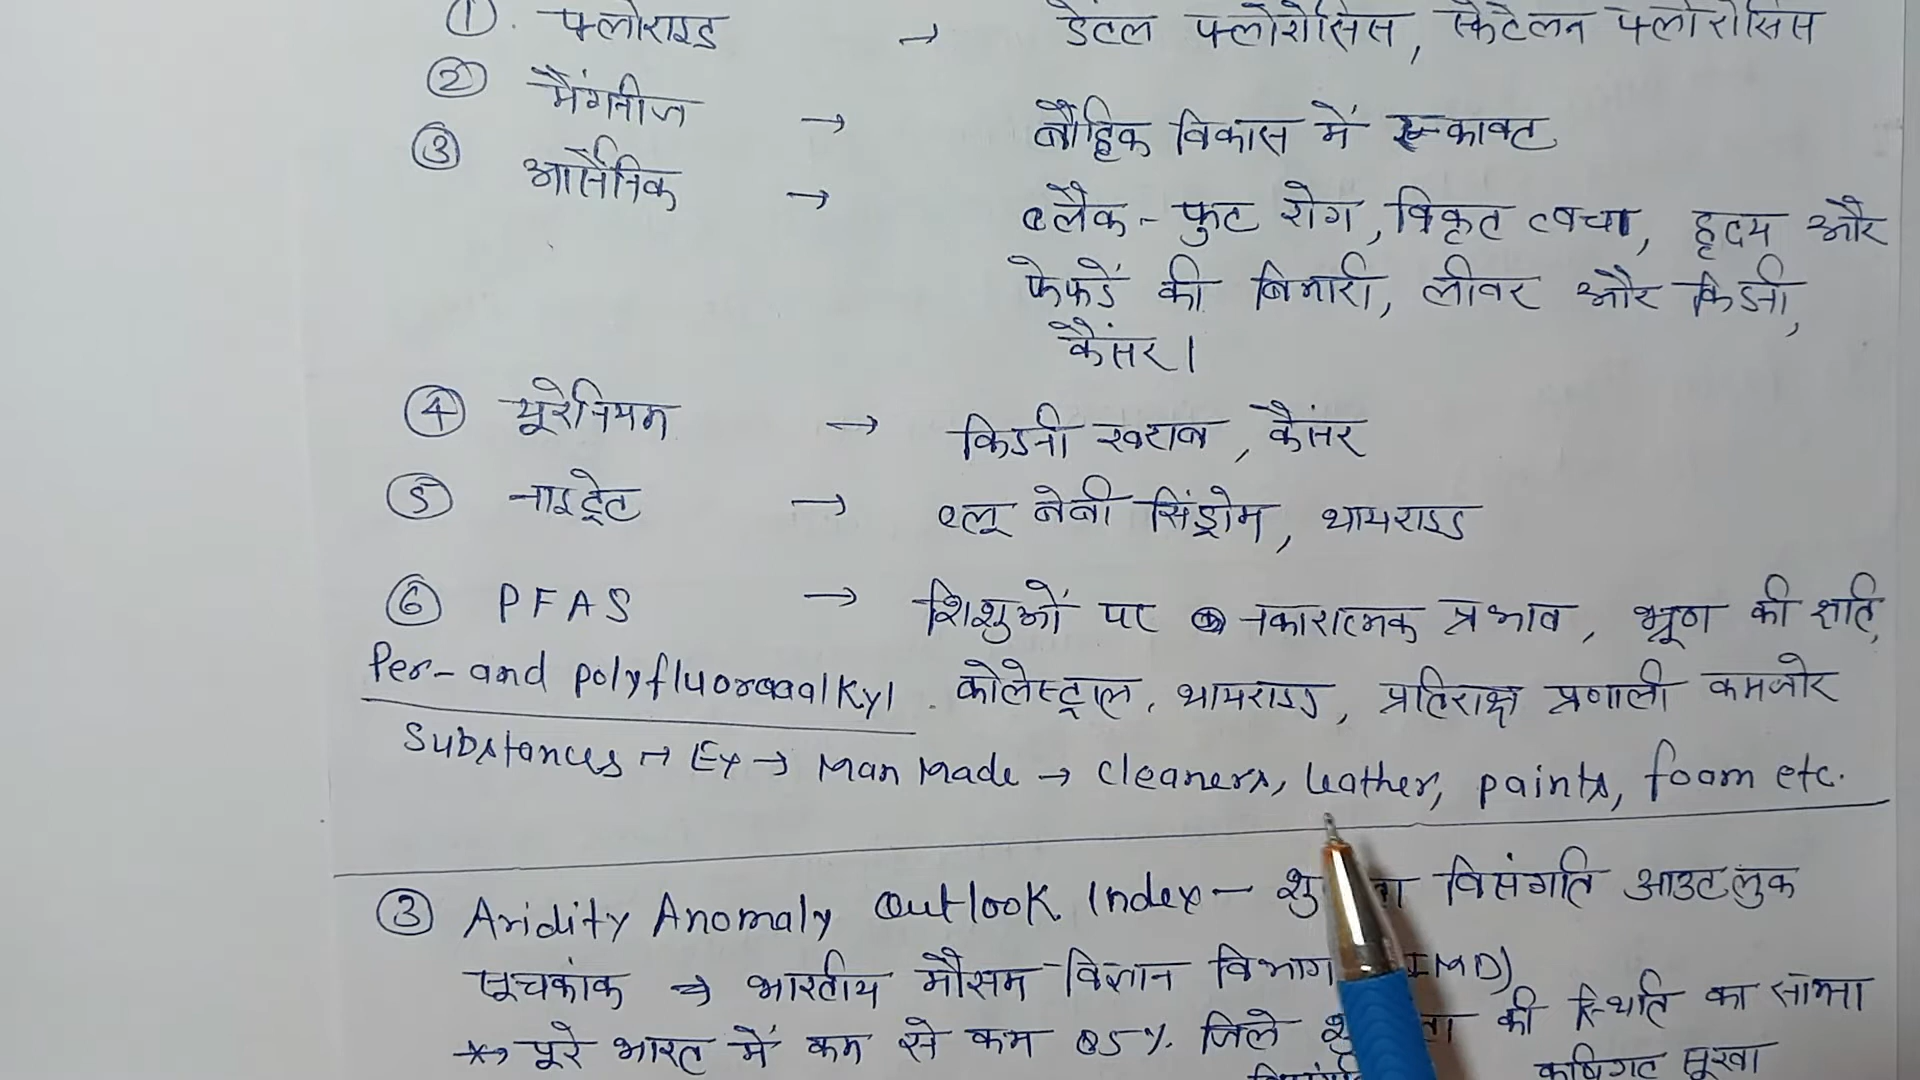 ① फ्लोराइड → डेंटल फ्लोरोसिस, स्केटेलन फ्लोरोसिस
② मैंगनीज → बौद्धिक विकास में रुकावट
③ आर्सेनिक → ब्लैक-फुट रोग, विकृत त्वचा, हृदय और
फेफड़ें की बिमारी, लीवर और किडनी,
कैंसर।
④ यूरेनियम → किडनी खराब, कैंसर
⑤ नाइट्रेट → ब्लू बेबी सिंड्रोम, थायराइड
⑥ PFAS → शिशुओं पर नकारात्मक प्रभाव, भ्रूण की क्षति,
Per- and polyfluoroalkyl . कोलेस्ट्राल, थायराइड, प्रतिराक्ष प्रणाली कमजोर
Substances → Ex → Man Made → cleaners, leather, paints, foam etc.
③ Aridity Anomaly Outlook Index - विसंगति आउटलुक
सूचकांक → भारतीय मौसम विज्ञान विभाग IMD)
*→ पूरे भारत में कम से कम 85% जिले की स्थिति का सामना
कृषिगत सूखा